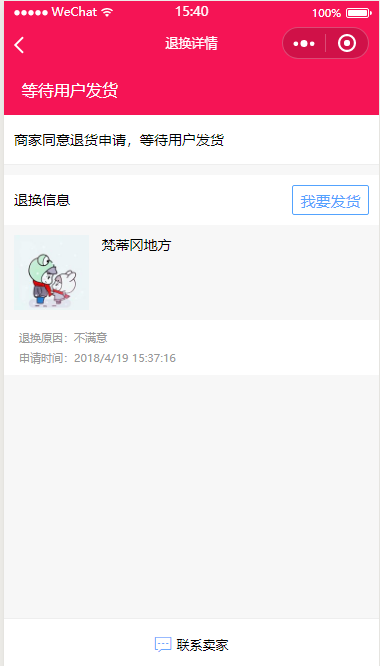 WeChat 15:40 100%
退换详情
等待用户发货
商家同意退货申请，等待用户发货
退换信息 我要发货
梵蒂冈地方
退换原因：不满意
申请时间：2018/4/19 15:37:16
联系卖家